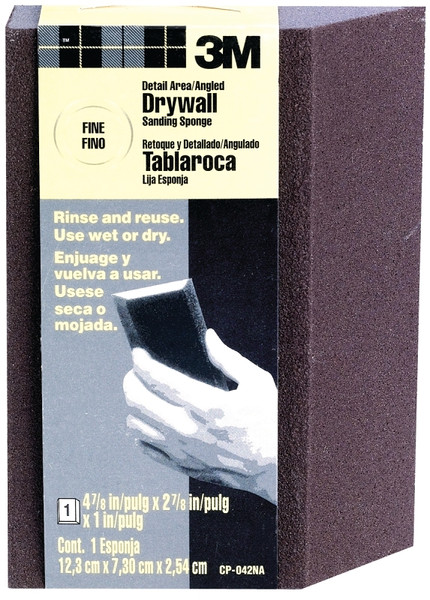 ™
3M
Detail Area/Angled
Drywall
Sanding Sponge
FINE
FINO
Retoque y Detallado/Angulado
Tablaroca
Lija Esponja
Rinse and reuse.
Use wet or dry.
Enjuage y
vuelva a usar.
Usese
seca o
mojada.
1
4 7/8 in/pulg x 2 7/8 in/pulg
x 1 in/pulg
Cont. 1 Esponja
12,3 cm x 7,30 cm x 2,54 cm
CP-042NA